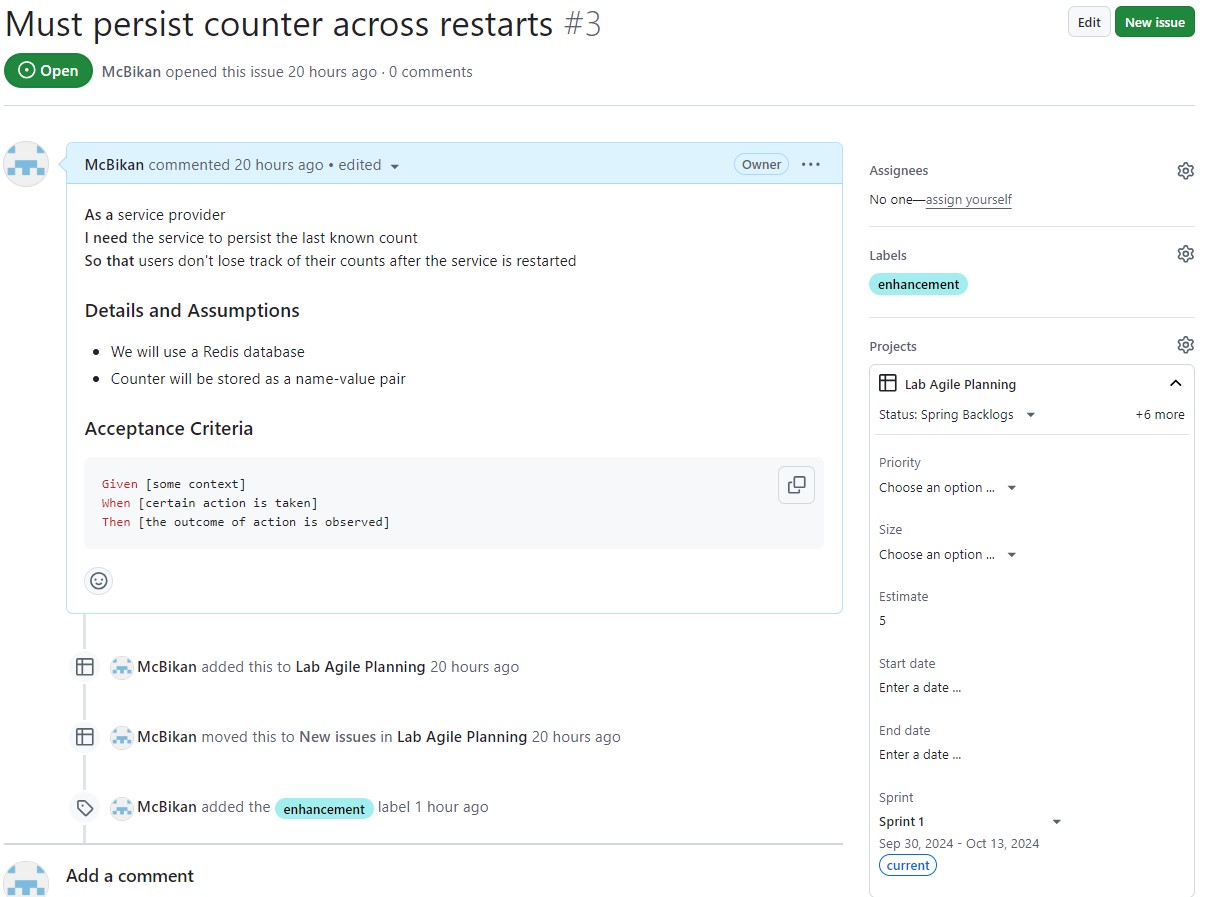 Must persist counter across restarts #3
Edit
New issue
Open
McBikan opened this issue 20 hours ago · 0 comments
McBikan commented 20 hours ago • edited
Owner
As a service provider
I need the service to persist the last known count
So that users don't lose track of their counts after the service is restarted
Details and Assumptions
• We will use a Redis database
• Counter will be stored as a name-value pair
Acceptance Criteria
Given [some context]
When [certain action is taken]
Then [the outcome of action is observed]
McBikan added this to Lab Agile Planning 20 hours ago
McBikan moved this to New issues in Lab Agile Planning 20 hours ago
McBikan added the enhancement label 1 hour ago
Add a comment
Assignees
No one—assign yourself
Labels
enhancement
Projects
Lab Agile Planning
Status: Spring Backlogs
+6 more
Priority
Choose an option ...
Size
Choose an option ...
Estimate
5
Start date
Enter a date ...
End date
Enter a date ...
Sprint
Sprint 1
Sep 30, 2024 - Oct 13, 2024
current